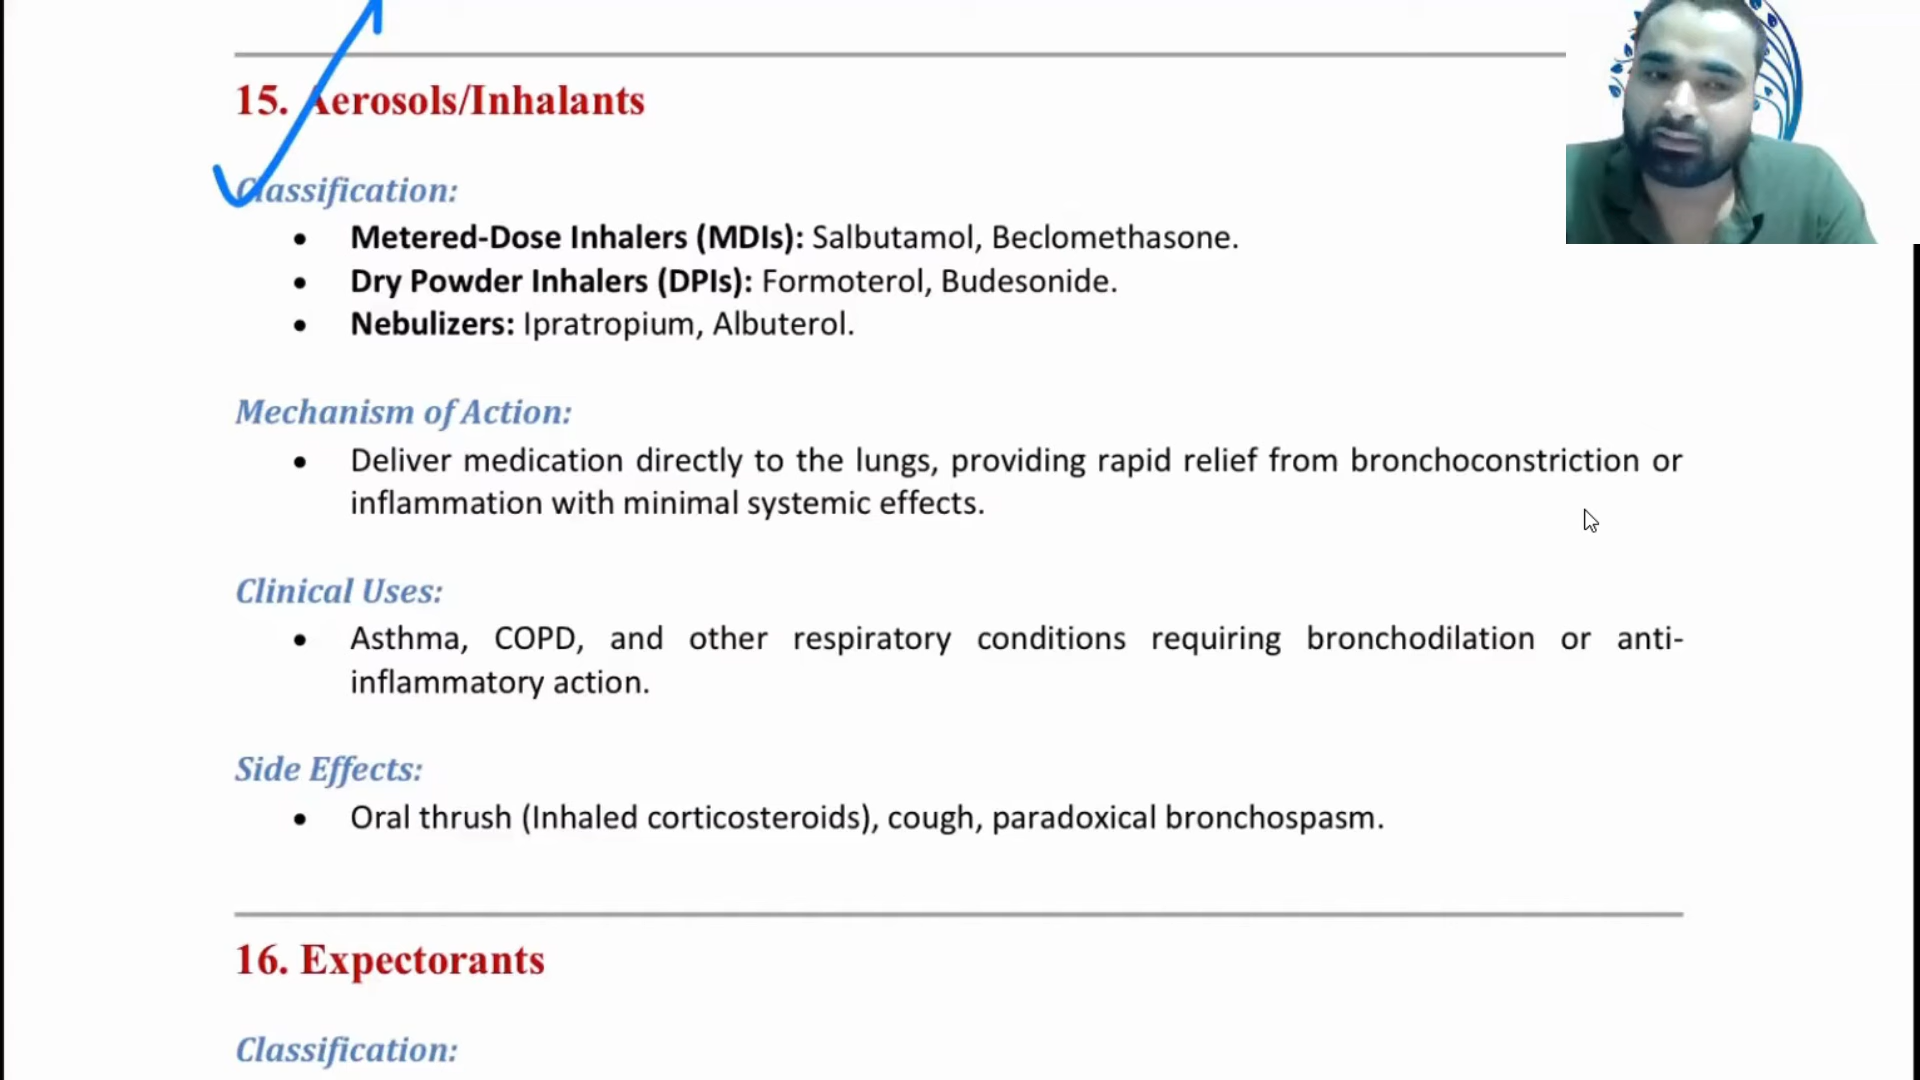 15. Aerosols/Inhalants
Classification:
• Metered-Dose Inhalers (MDIs): Salbutamol, Beclomethasone.
• Dry Powder Inhalers (DPIs): Formoterol, Budesonide.
• Nebulizers: Ipratropium, Albuterol.
Mechanism of Action:
• Deliver medication directly to the lungs, providing rapid relief from bronchoconstriction or
inflammation with minimal systemic effects.
Clinical Uses:
• Asthma, COPD, and other respiratory conditions requiring bronchodilation or anti-
inflammatory action.
Side Effects:
• Oral thrush (Inhaled corticosteroids), cough, paradoxical bronchospasm.
16. Expectorants
Classification: